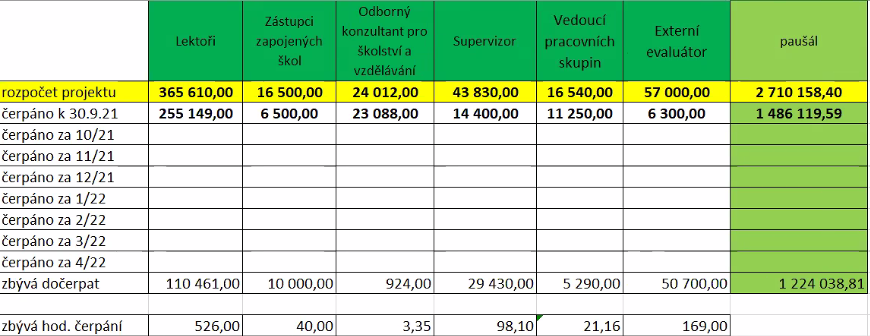 Lektoři Zástupci zapojených škol Odborný konzultant pro školství a vzdělávání Supervizor Vedoucí pracovních skupin Externí evaluátor paušál
rozpočet projektu 365 610,00 16 500,00 24 012,00 43 830,00 16 540,00 57 000,00 2 710 158,40
čerpáno k 30.9.21 255 149,00 6 500,00 23 088,00 14 400,00 11 250,00 6 300,00 1 486 119,59
čerpáno za 10/21
čerpáno za 11/21
čerpáno za 12/21
čerpáno za 1/22
čerpáno za 2/22
čerpáno za 3/22
čerpáno za 4/22
zbývá dočerpat 110 461,00 10 000,00 924,00 29 430,00 5 290,00 50 700,00 1 224 038,81
zbývá hod. čerpání 526,00 40,00 3,35 98,10 21,16 169,00